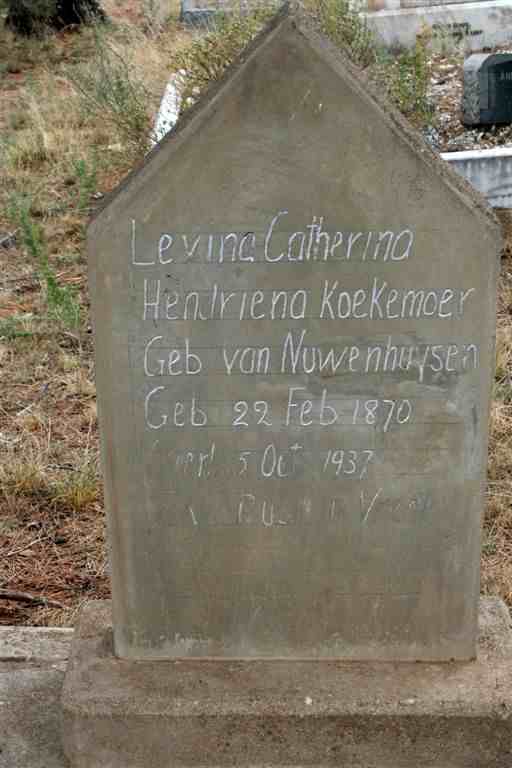 Levina Catherina
Hendriena Koekemoer
Geb van Nuwenhuysen
Geb 22 Feb 1870
5 Oct 1937